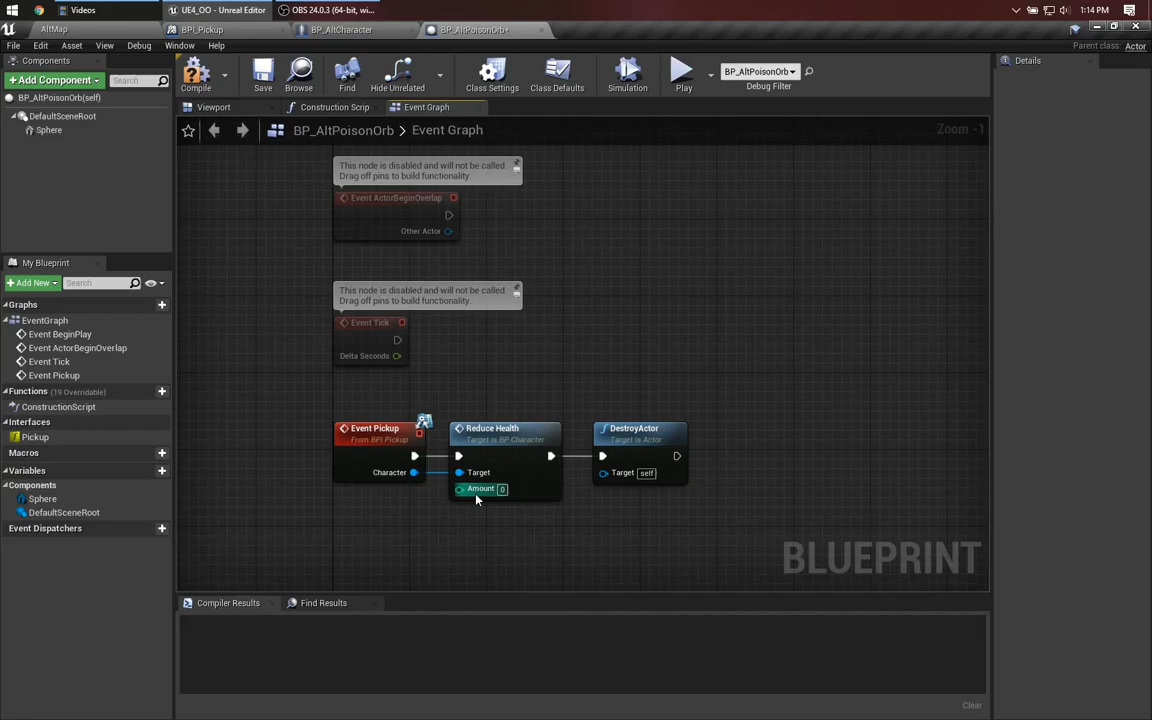 Videos
UE4_OO - Unreal Editor
OBS 24.0.3 (64-bit, wi...
1:14 PM
AltMap
BP_Pickup
BP_AltCharacter
BP_AltPoisonOrb*
File Edit Asset View Debug Window Help
Parent class: Actor
Components
Add Component
Search
BP_AltPoisonOrb(self)
DefaultSceneRoot
Sphere
Compile
Save
Browse
Find
Hide Unrelated
Class Settings
Class Defaults
Simulation
Play
BP_AltPoisonOrb
Debug Filter
Details
Viewport
Construction Scrip
Event Graph
BP_AltPoisonOrb > Event Graph
Zoom -1
This node is disabled and will not be called.
Drag off pins to build functionality.
Event ActorBeginOverlap
Other Actor
This node is disabled and will not be called.
Drag off pins to build functionality.
Event Tick
Delta Seconds
Event Pickup
From BPI Pickup
Character
Reduce Health
Target is BP Character
Target
Amount 0
DestroyActor
Target is Actor
Target self
BLUEPRINT
My Blueprint
Add New
Search
Graphs
EventGraph
Event BeginPlay
Event ActorBeginOverlap
Event Tick
Event Pickup
Functions (19 Overridable)
ConstructionScript
Interfaces
Pickup
Macros
Variables
Components
Sphere
DefaultSceneRoot
Event Dispatchers
Compiler Results
Find Results
Clear